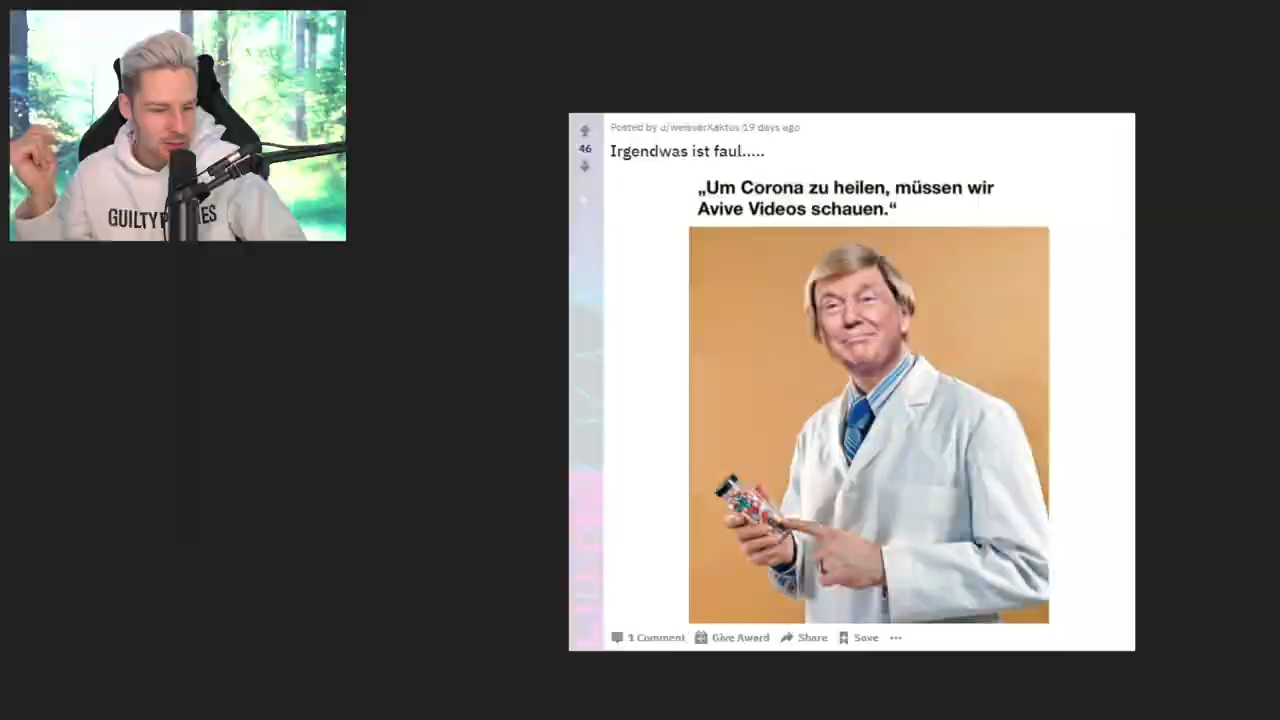 Posted by u/weisserKaktus 19 days ago
46
Irgendwas ist faul.....
„Um Corona zu heilen, müssen wir
Avive Videos schauen.“
GUILTY P IES
1 Comment Give Award Share Save ...